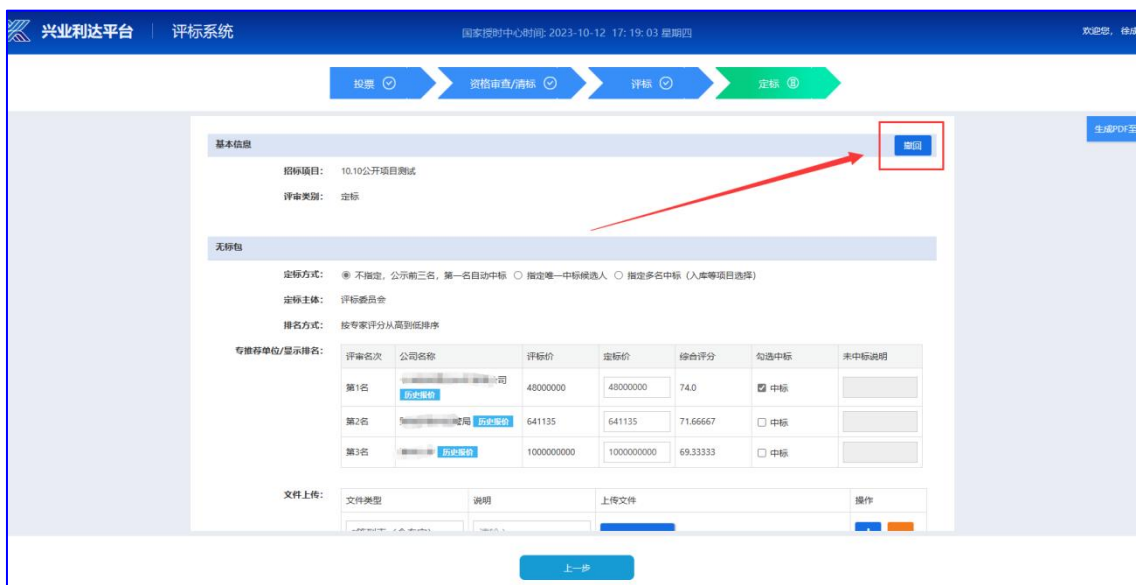 兴业利达平台 评标系统 国家授时中心时间: 2023-10-12 17: 19: 03 星期四 欢迎您，徐成
投票 资格审查/清标 评标 定标
生成PDF至
基本信息 撤回
招标项目： 10.10公开项目测试
评审类别： 定标
无标包
定标方式： 不指定，公示前三名，第一名自动中标 指定唯一中标候选人 指定多名中标（入库等项目选择）
定标主体： 评标委员会
排名方式： 按专家评分从高到低排序
专推荐单位/显示排名：
评审名次 公司名称 评标价 定标价 综合评分 勾选中标 未中标说明
第1名 公司 历史报价 48000000 48000000 74.0 中标
第2名 局 历史报价 641135 641135 71.66667 中标
第3名 历史报价 1000000000 1000000000 69.33333 中标
文件上传：
文件类型 说明 上传文件 操作
上一步